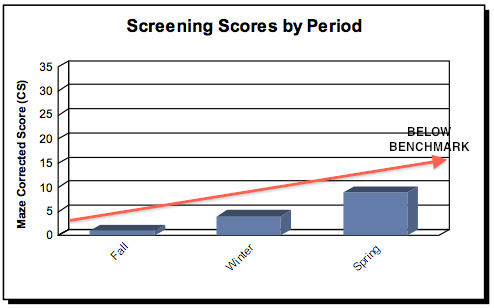 Screening Scores by Period
Maze Corrected Score (CS)
35
30
25
20
15
10
5
0
BELOW
BENCHMARK
Fall
Winter
Spring